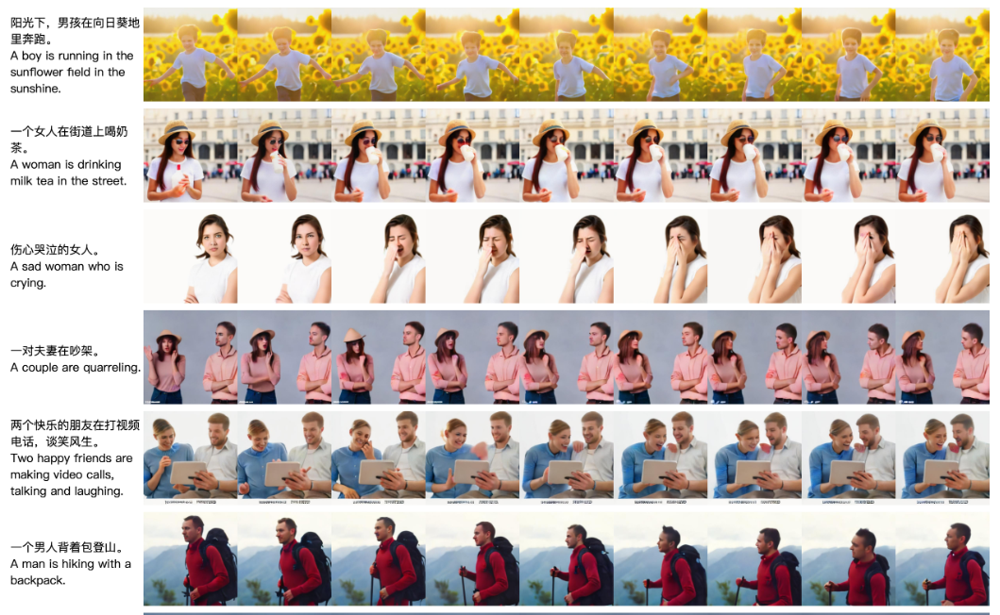 阳光下，男孩在向日葵地
里奔跑。
A boy is running in the
sunflower field in the
sunshine.
一个女人在街道上喝奶
茶。
A woman is drinking
milk tea in the street.
伤心哭泣的女人。
A sad woman who is
crying.
一对夫妻在吵架。
A couple are quarreling.
两个快乐的朋友在打视频
电话，谈笑风生。
Two happy friends are
making video calls,
talking and laughing.
一个男人背着包登山。
A man is hiking with a
backpack.